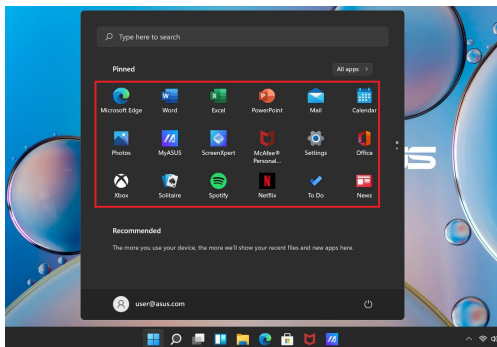 Type here to search
Pinned
All apps >
Microsoft Edge
Word
Excel
PowerPoint
Mail
Calendar
Photos
MyASUS
ScreenXpert
McAfee®
Personal...
Settings
Office
Xbox
Solitaire
Spotify
Netflix
To Do
News
Recommended
The more you use your device, the more we'll show your recent files and new apps here.
user@asus.com